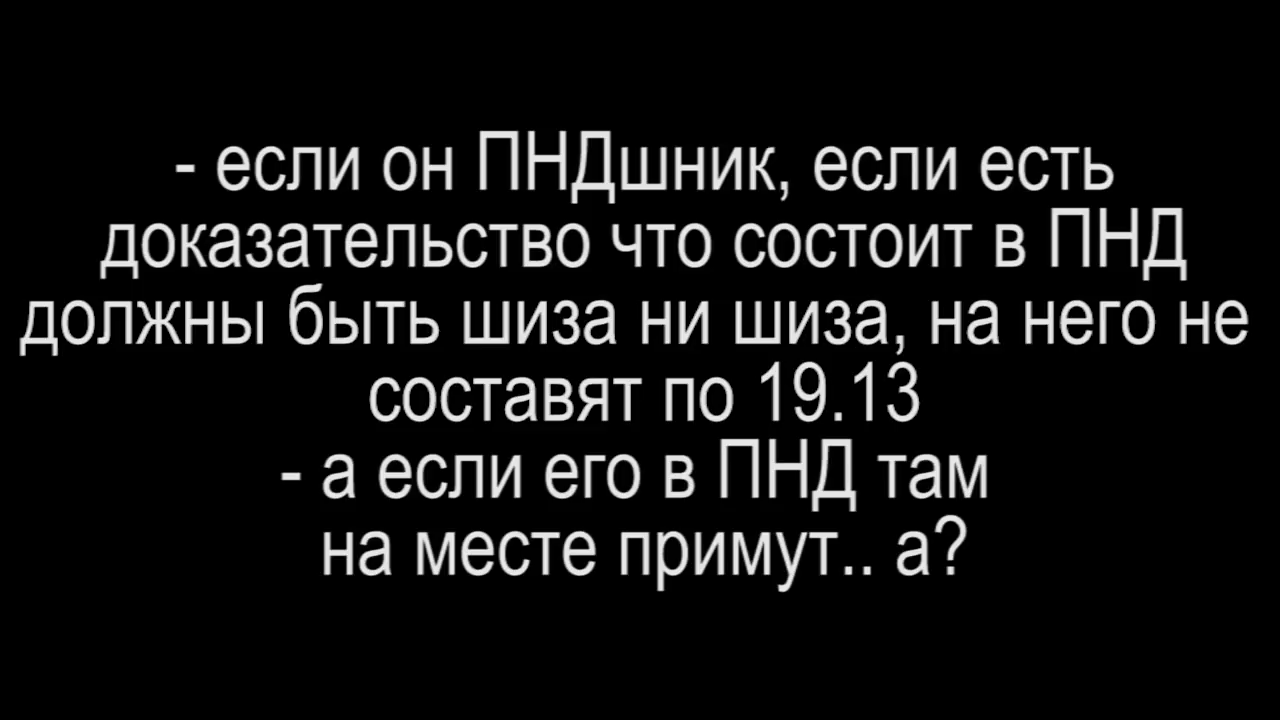 - если он ПНДшник, если есть
доказательство что состоит в ПНД
должны быть шиза ни шиза, на него не
составят по 19.13
- а если его в ПНД там
на месте примут.. а?